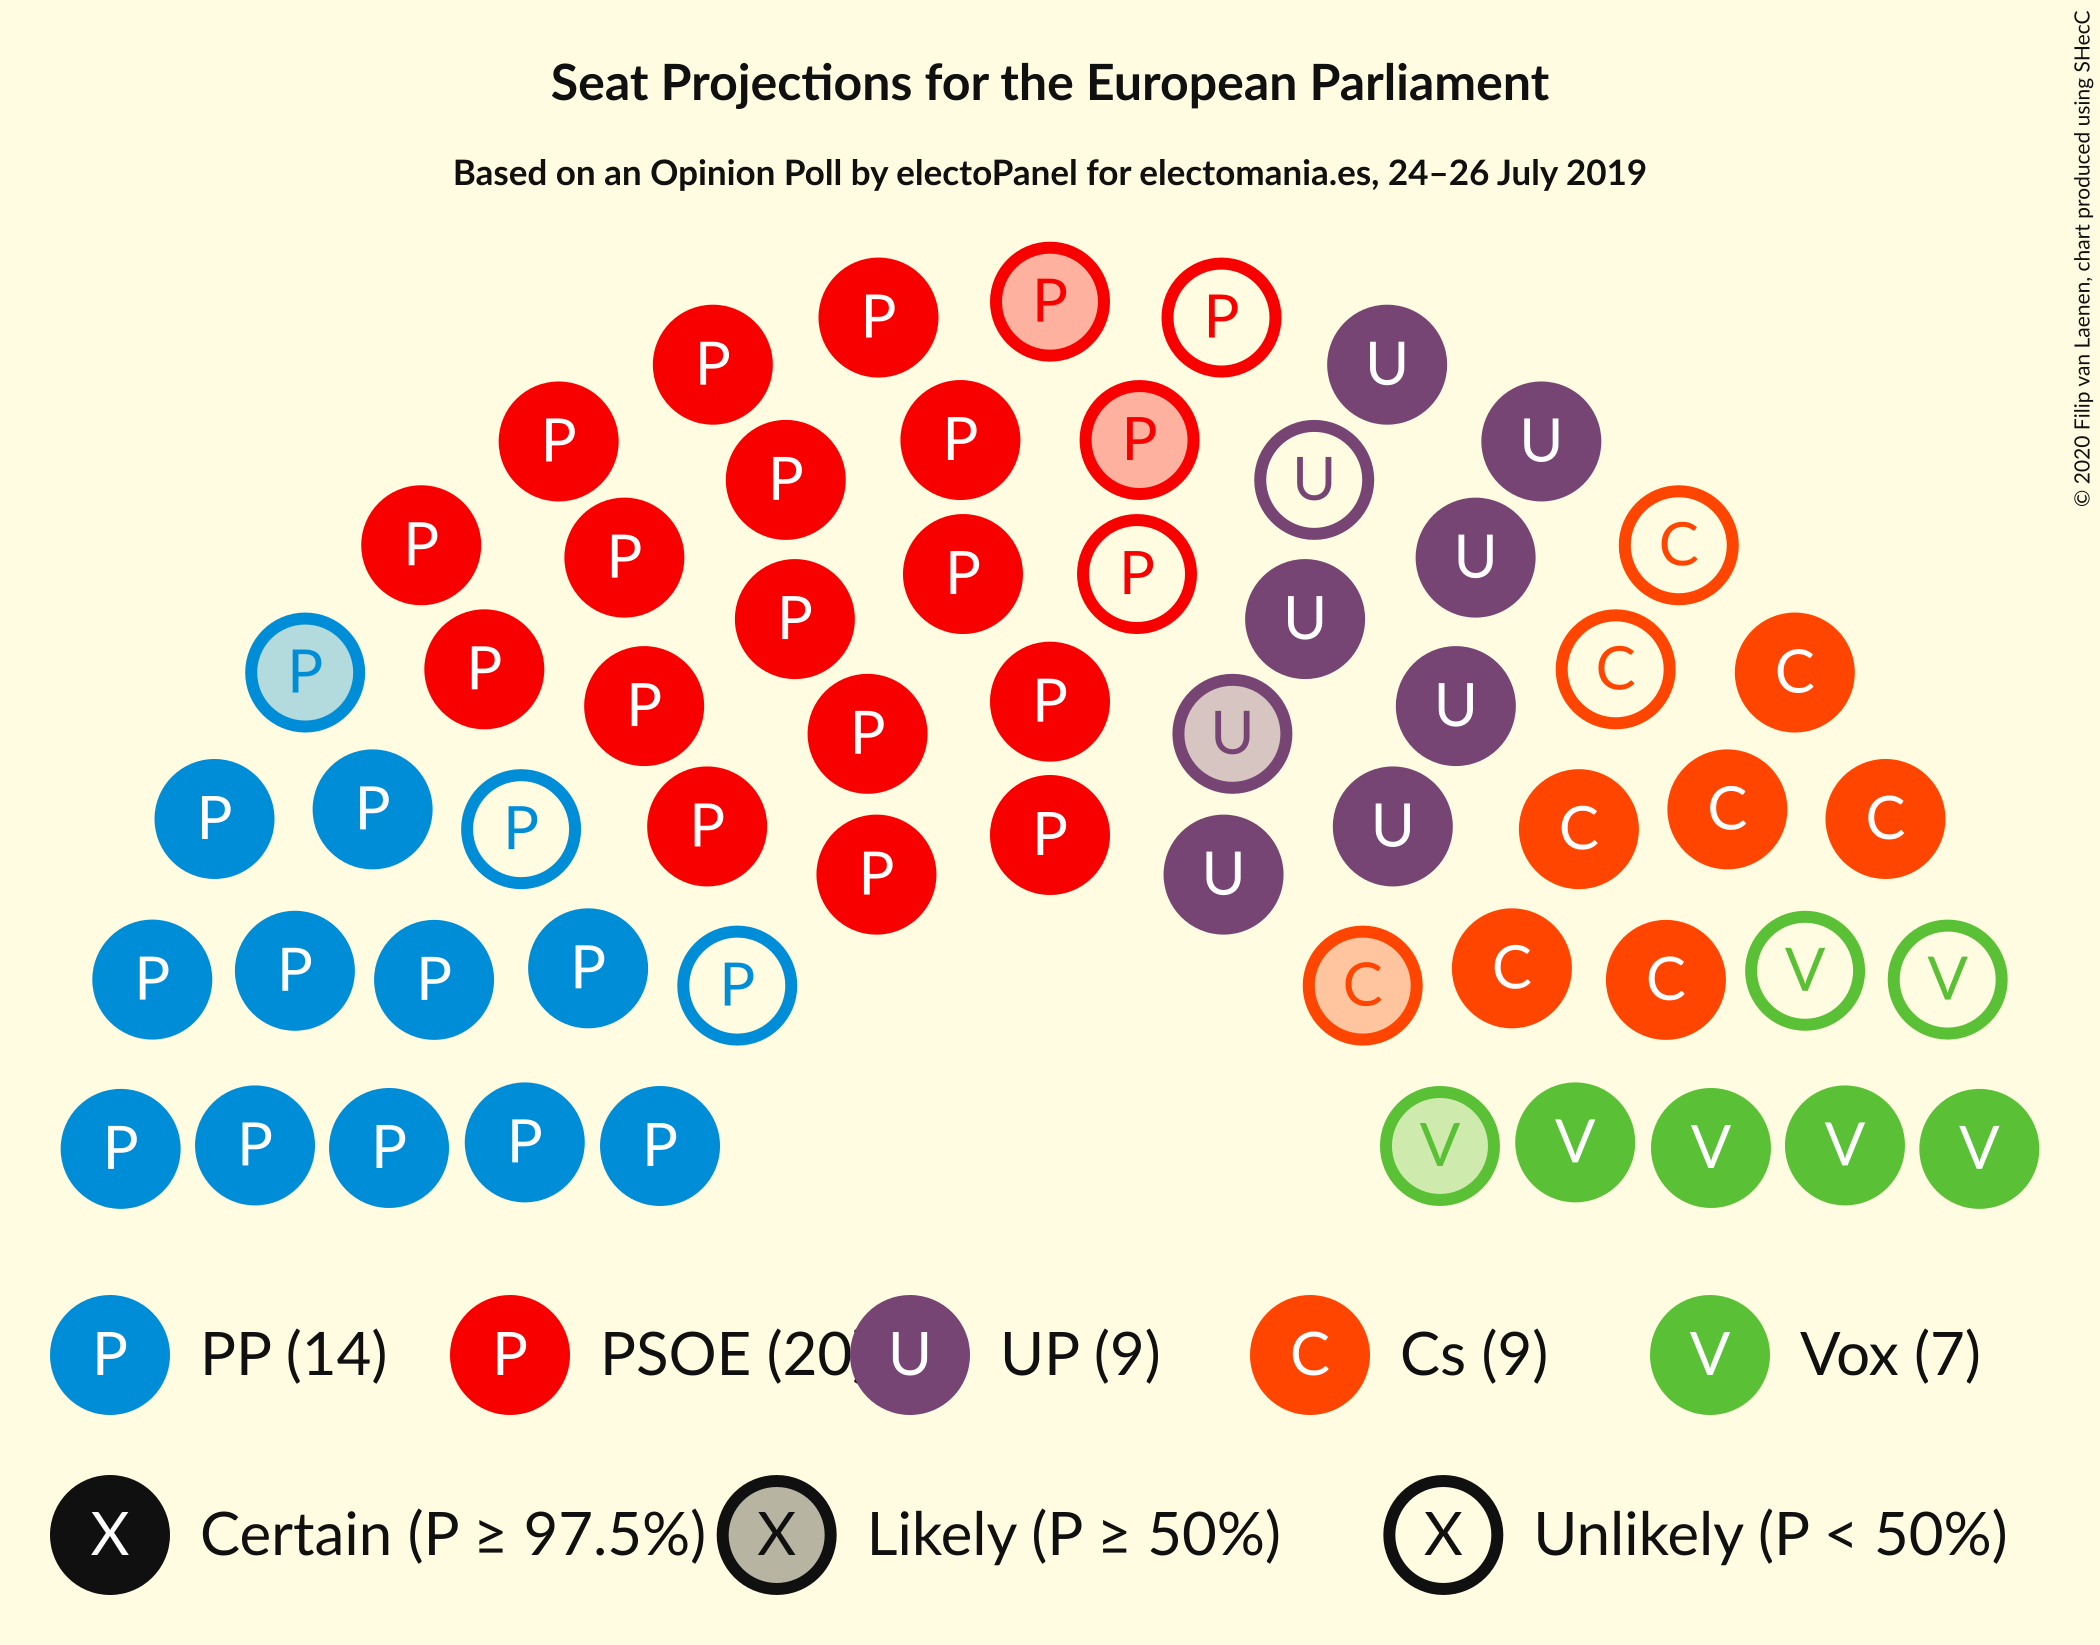 Seat Projections for the European Parliament
Based on an Opinion Poll by electoPanel for electomania.es, 24–26 July 2019
© 2020 Filip van Laenen, chart produced using SHecC
P
P P
P U
P P P U
P U
P C
P U
P P
P U
P P C C
P P U
P U
P P P P P U C C C
P U
P P P P P C C C V V
P P P P P V V V V V
P PP (14) P PSOE (20) U UP (9) C Cs (9) V Vox (7)
X Certain (P ≥ 97.5%) X Likely (P ≥ 50%) X Unlikely (P < 50%)